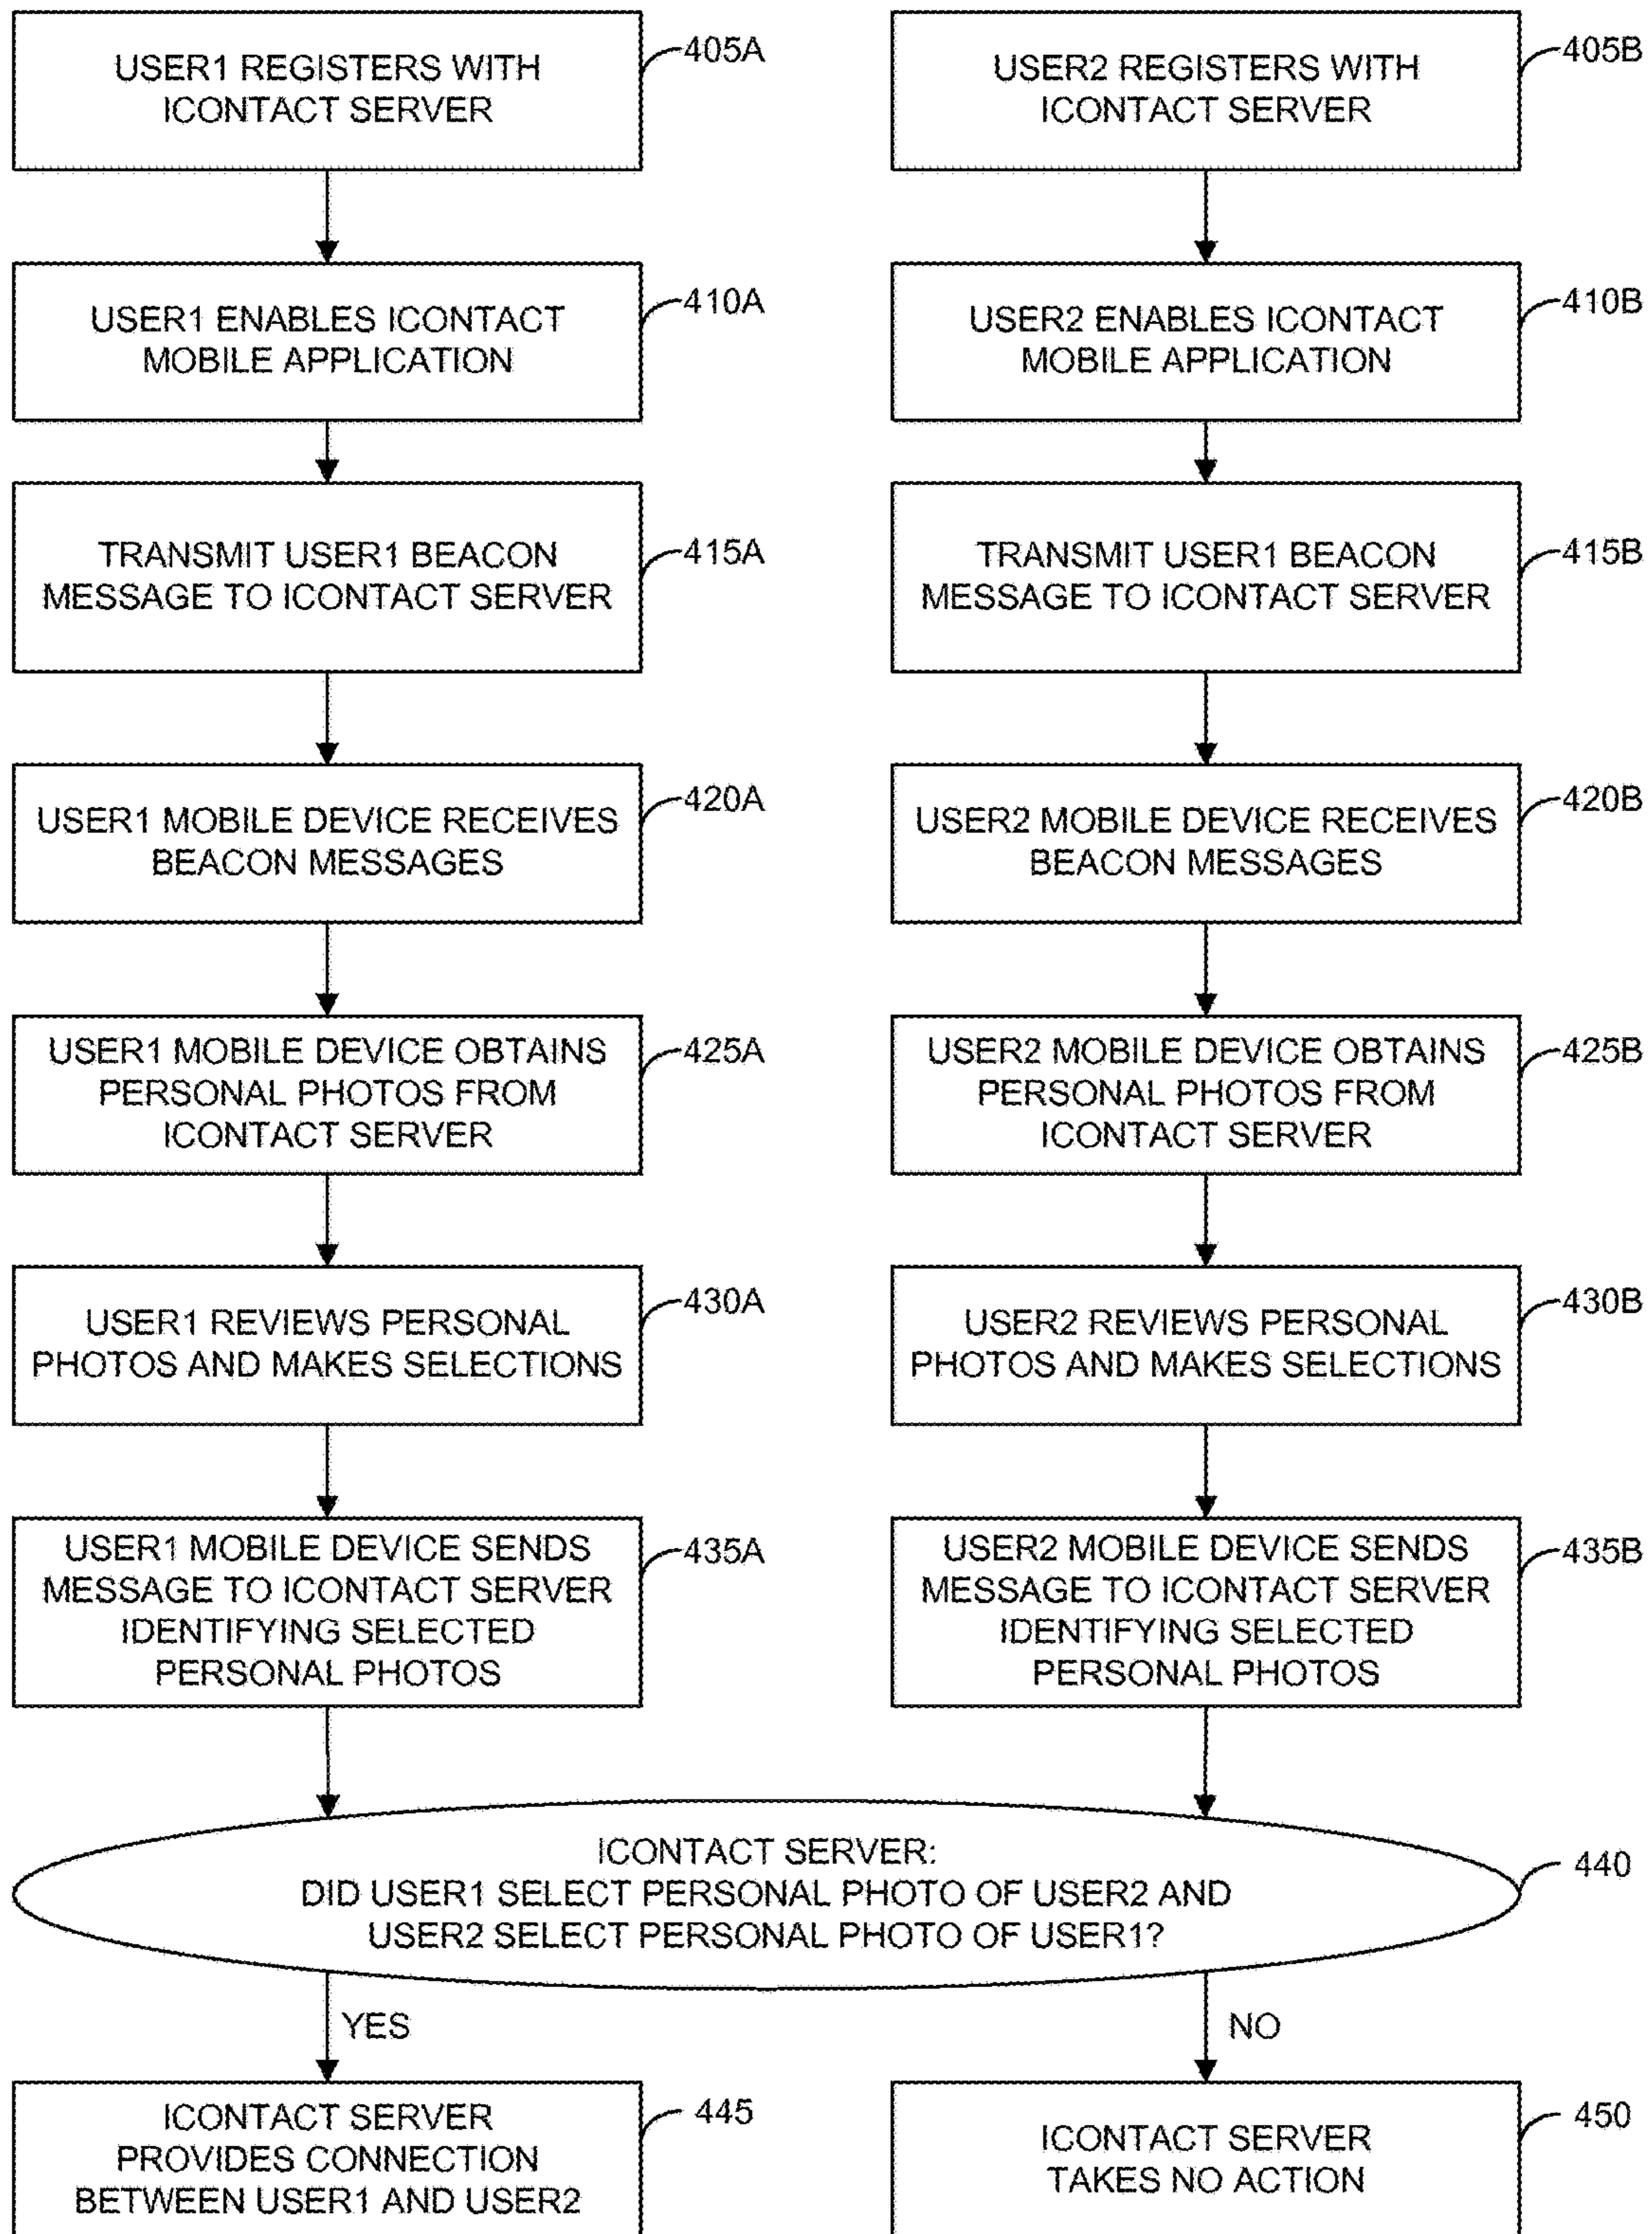 USER1 REGISTERS WITH
ICONTACT SERVER
405A
USER2 REGISTERS WITH
ICONTACT SERVER
405B
USER1 ENABLES ICONTACT
MOBILE APPLICATION
410A
USER2 ENABLES ICONTACT
MOBILE APPLICATION
410B
TRANSMIT USER1 BEACON
MESSAGE TO ICONTACT SERVER
415A
TRANSMIT USER1 BEACON
MESSAGE TO ICONTACT SERVER
415B
USER1 MOBILE DEVICE RECEIVES
BEACON MESSAGES
420A
USER2 MOBILE DEVICE RECEIVES
BEACON MESSAGES
420B
USER1 MOBILE DEVICE OBTAINS
PERSONAL PHOTOS FROM
ICONTACT SERVER
425A
USER2 MOBILE DEVICE OBTAINS
PERSONAL PHOTOS FROM
ICONTACT SERVER
425B
USER1 REVIEWS PERSONAL
PHOTOS AND MAKES SELECTIONS
430A
USER2 REVIEWS PERSONAL
PHOTOS AND MAKES SELECTIONS
430B
USER1 MOBILE DEVICE SENDS
MESSAGE TO ICONTACT SERVER
IDENTIFYING SELECTED
PERSONAL PHOTOS
435A
USER2 MOBILE DEVICE SENDS
MESSAGE TO ICONTACT SERVER
IDENTIFYING SELECTED
PERSONAL PHOTOS
435B
ICONTACT SERVER:
DID USER1 SELECT PERSONAL PHOTO OF USER2 AND
USER2 SELECT PERSONAL PHOTO OF USER1?
440
YES
NO
ICONTACT SERVER
PROVIDES CONNECTION
BETWEEN USER1 AND USER2
445
ICONTACT SERVER
TAKES NO ACTION
450